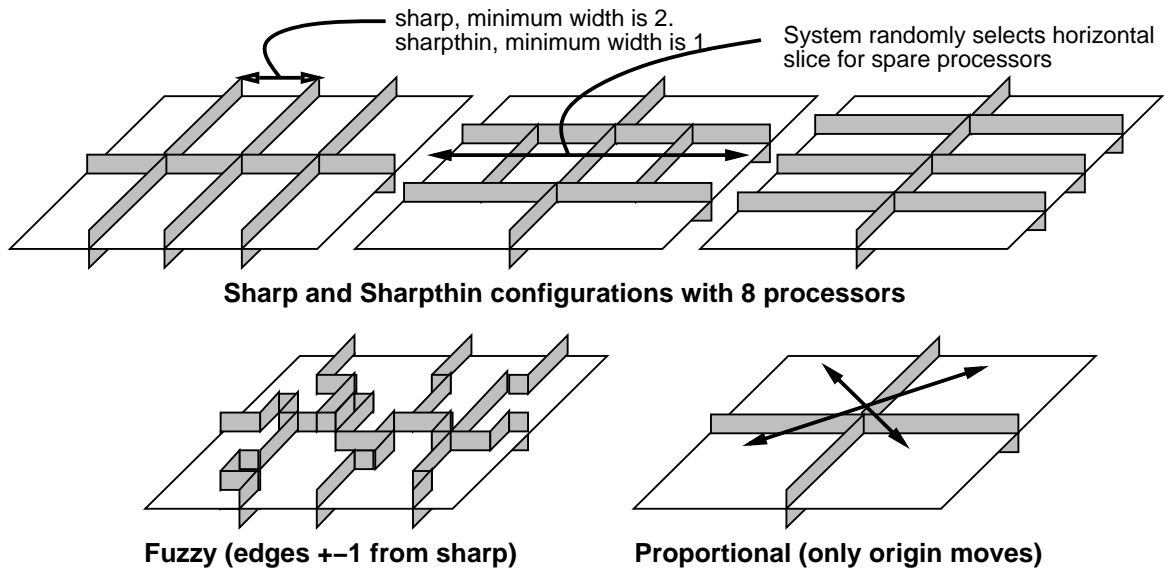 sharp, minimum width is 2.
sharpthin, minimum width is 1
System randomly selects horizontal
slice for spare processors
Sharp and Sharpthin configurations with 8 processors
Fuzzy (edges +−1 from sharp)
Proportional (only origin moves)